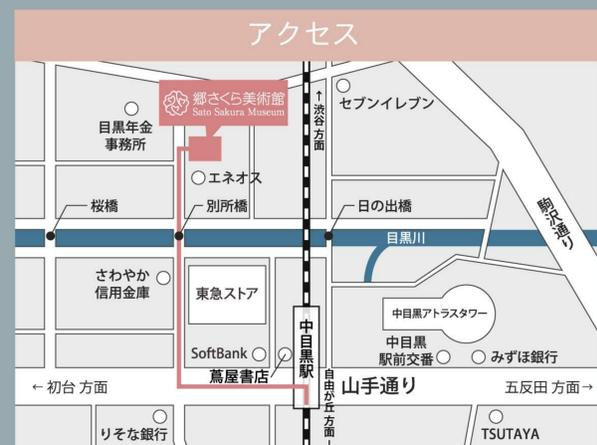 アクセス
郷さくら美術館
Sato Sakura Museum
↑渋谷方面
セブンイレブン
目黒年金
事務所
エネオス
駒沢通り
桜橋
別所橋
日の出橋
目黒川
さわやか
信用金庫
東急ストア
中目黒アトラスタワー
中目黒駅
SoftBank
中目黒
駅前交番
みずほ銀行
蔦屋書店
自由が丘 方面↓
←初台 方面
山手通り
五反田 方面→
りそな銀行
TSUTAYA